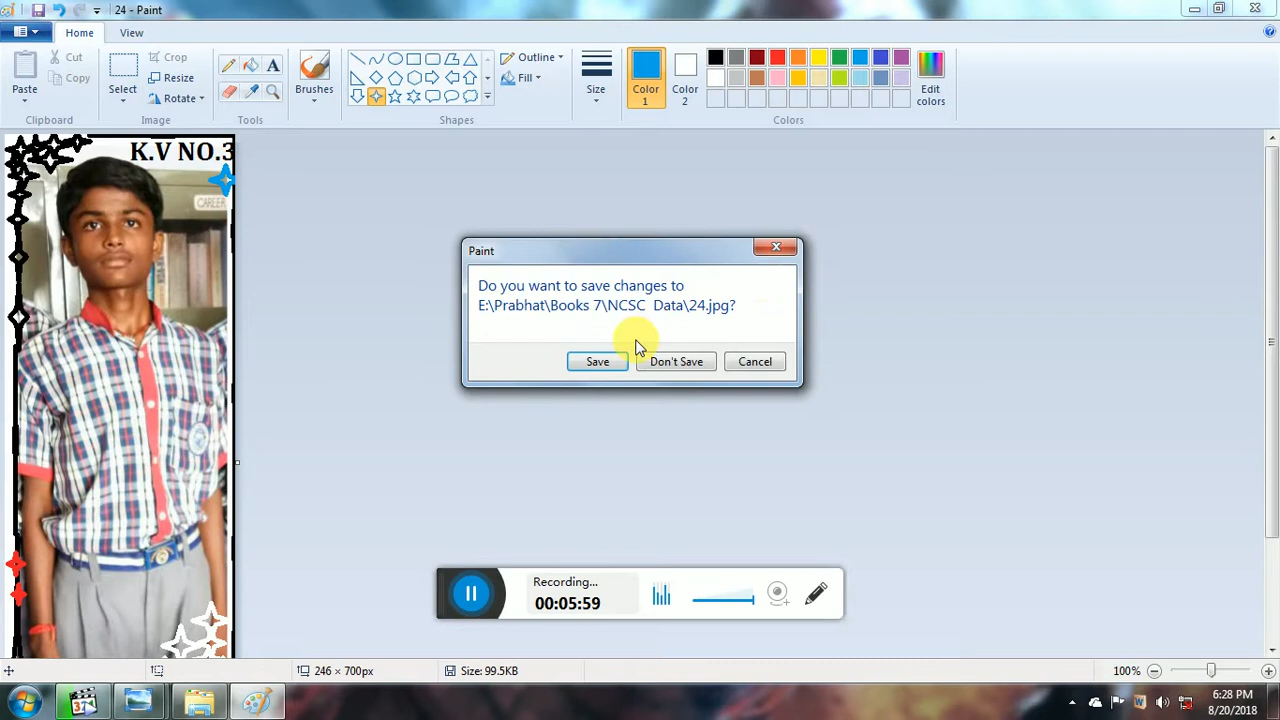 24 - Paint
Home
View
Paste
Cut
Copy
Clipboard
Select
Crop
Resize
Rotate
Image
A
Tools
Brushes
Outline
Fill
Shapes
Size
Color
1
Color
2
Edit
colors
Colors
K.V NO.3
CAREER
Paint
Do you want to save changes to
E:\Prabhat\Books 7\NCSC  Data\24.jpg?
Save
Don't Save
Cancel
Recording...
00:05:59
246 × 700px
Size: 99.5KB
100%
6:28 PM
8/20/2018